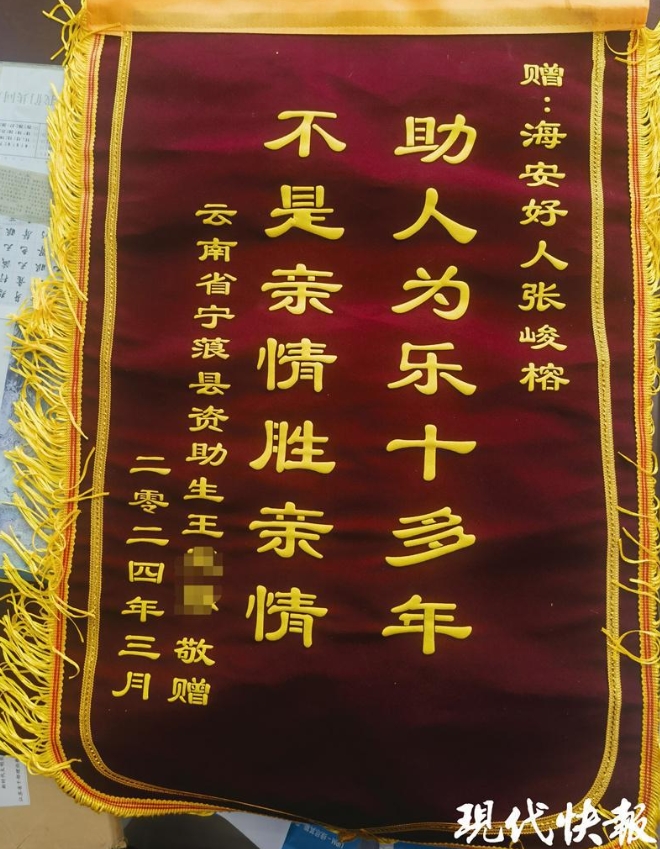 赠：海安好人张峻榕
助人为乐十多年
不是亲情胜亲情
云南省宁蒗县资助生王
敬赠
二零二四年三月
现代快报